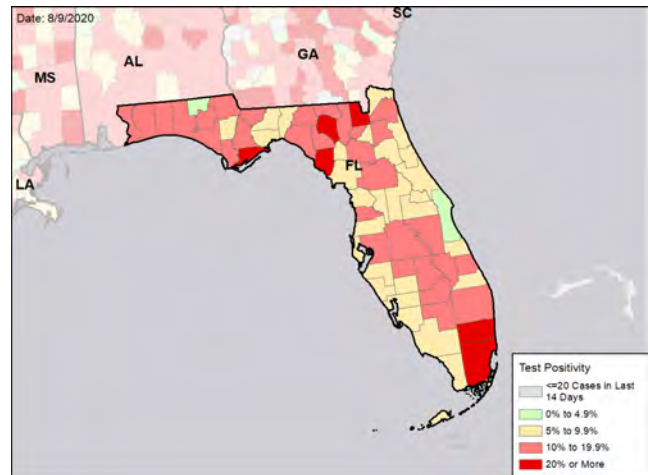 Date: 8/9/2020
SC
AL
GA
MS
LA
FL
Test Positivity
<=20 Cases in Last
14 Days
0% to 4.9%
5% to 9.9%
10% to 19.9%
20% or More